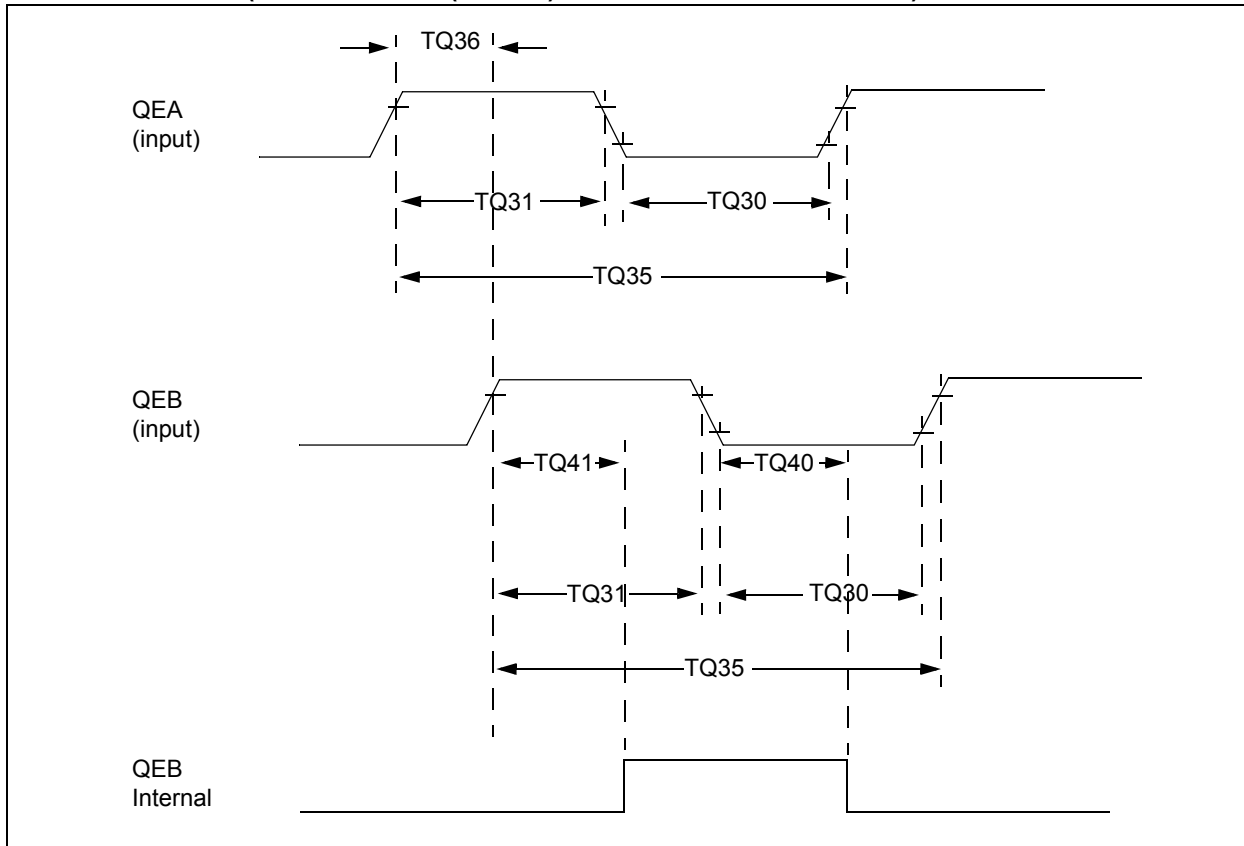 TQ36
QEA
(input)
TQ31
TQ30
TQ35
QEB
(input)
TQ41
TQ40
TQ31
TQ30
TQ35
QEB
Internal